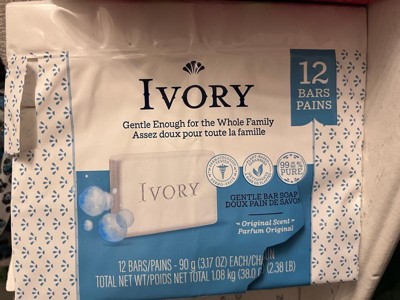 IVORY
Gentle Enough for the Whole Family
Assez doux pour toute la famille
12
BARS
PAINS
IVORY
PURE
GENTLE BAR SOAP
DOUX PAIN DE SAVON
Original Scent
Parfum Original
12 BARS/PAINS - 90 g (3.17 OZ) EACH/CHAUN
TOTAL NET WT/POIDS NET TOTAL 1.08 kg (38.0 OZ) (2.38 LB)